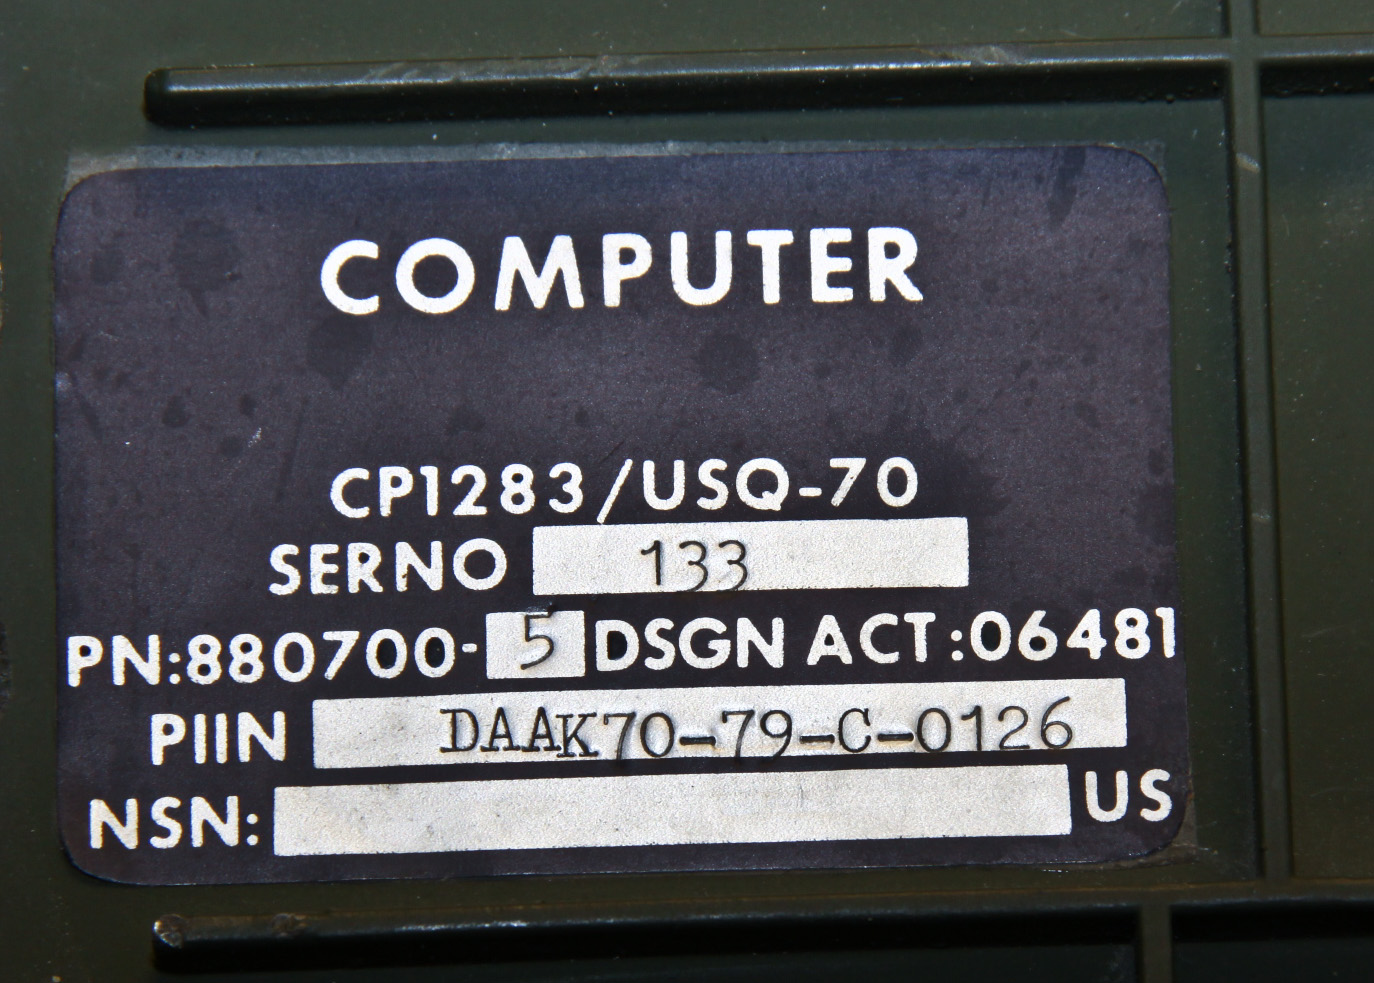 COMPUTER
CP1283/USQ-70
SERNO 133
PN:880700-5 DSGN ACT:06481
PIIN DAAK70-79-C-0126
NSN: US